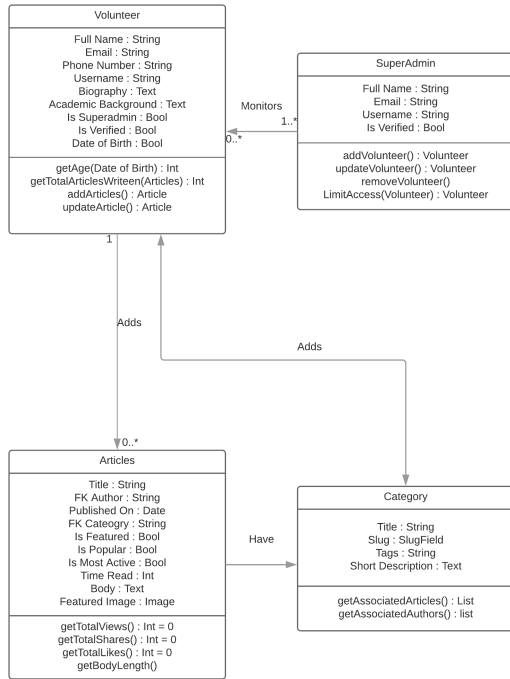 Volunteer
Full Name : String
Email : String
Phone Number : String
Username : String
Biography : Text
Academic Background : Text
Is Superadmin : Bool
Is Verified : Bool
Date of Birth : Bool
getAge(Date of Birth) : Int
getTotalArticlesWriteen(Articles) : Int
addArticles() : Article
updateArticle() : Article
SuperAdmin
Full Name : String
Email : String
Username : String
Is Verified : Bool
addVolunteer() : Volunteer
updateVolunteer() : Volunteer
removeVolunteer()
LimitAccess(Volunteer) : Volunteer
Monitors
1..*
0..*
1
Adds
0..*
Adds
Articles
Title : String
FK Author : String
Published On : Date
FK Cateogry : String
Is Featured : Bool
Is Popular : Bool
Is Most Active : Bool
Time Read : Int
Body : Text
Featured Image : Image
getTotalViews() : Int = 0
getTotalShares() : Int = 0
getTotalLikes() : Int = 0
getBodyLength()
Have
Category
Title : String
Slug : SlugField
Tags : String
Short Description : Text
getAssociatedArticles() : List
getAssociatedAuthors() : list